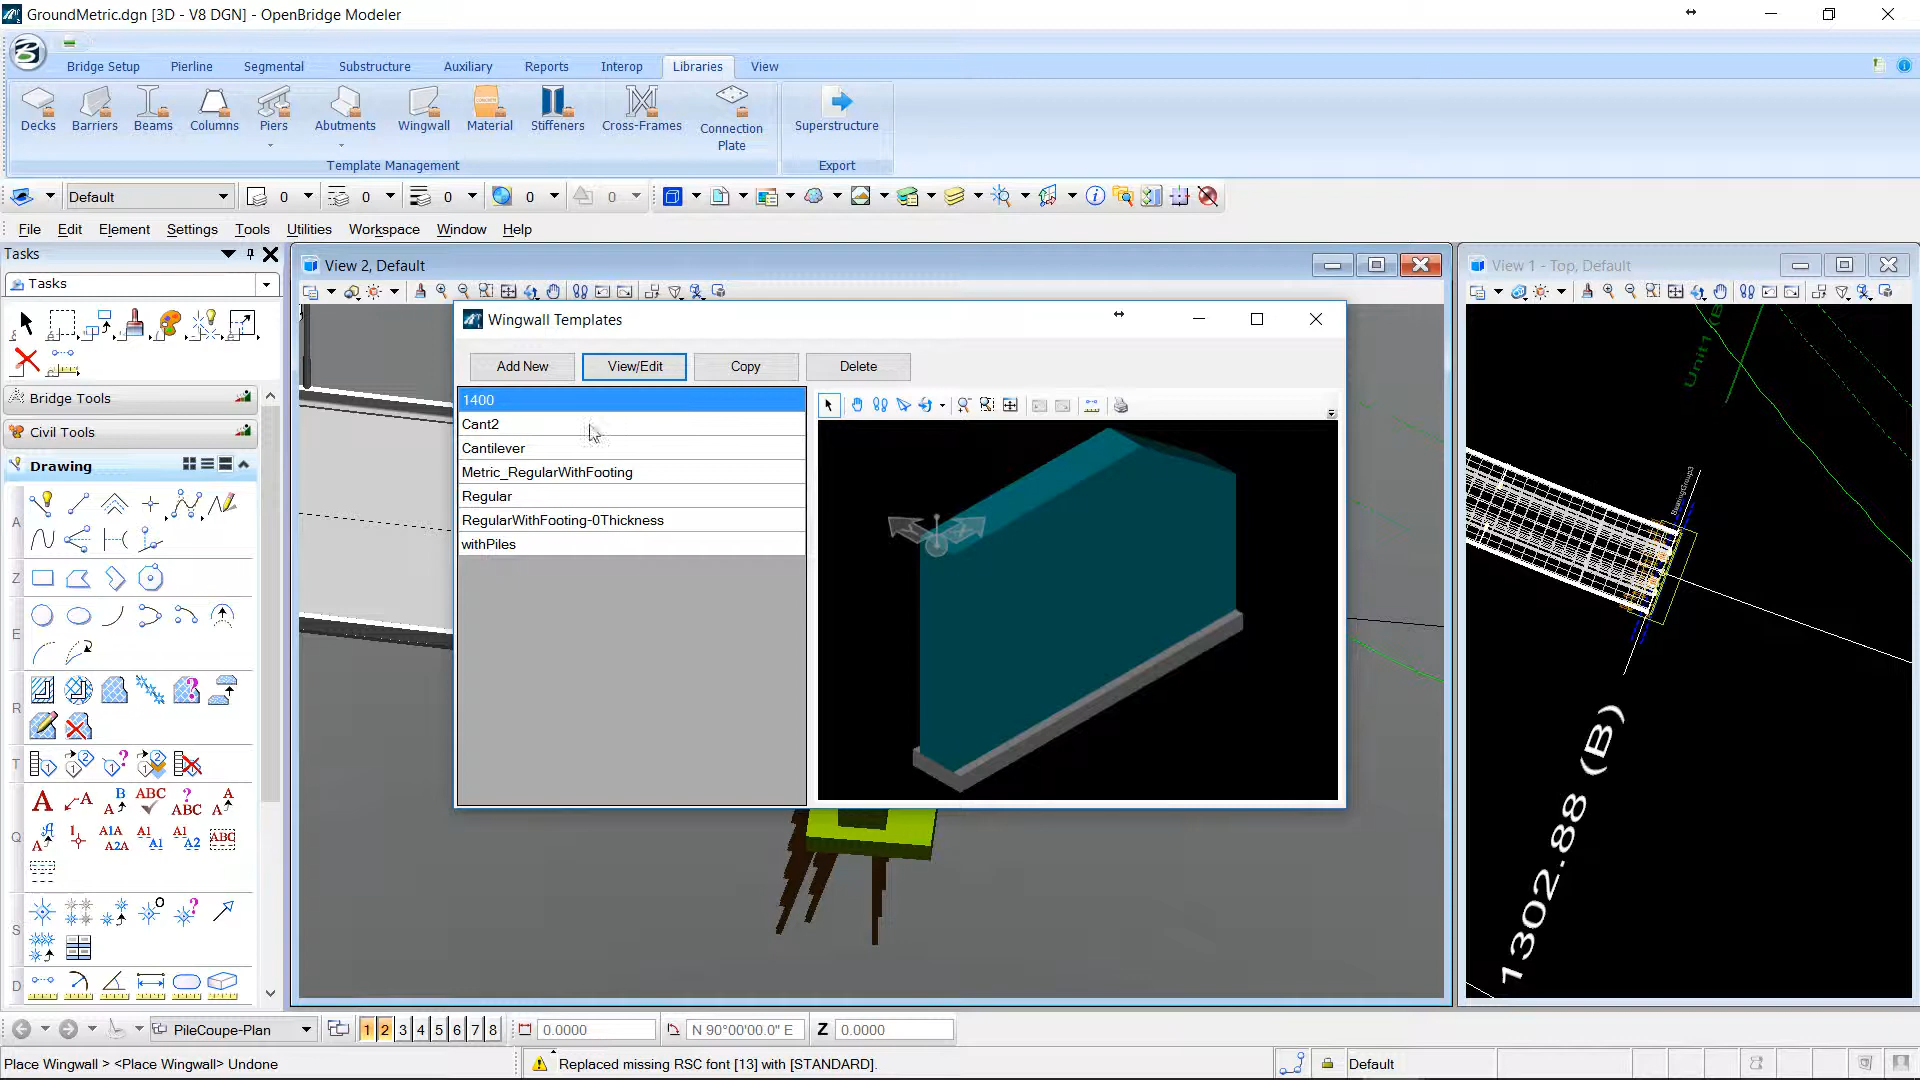 GroundMetric.dgn [3D - V8 DGN] - OpenBridge Modeler
Bridge Setup Pierline Segmental Substructure Auxiliary Reports Interop Libraries View
Decks Barriers Beams Columns Piers Abutments Wingwall Material Stiffeners Cross-Frames Connection Plate Superstructure
Template Management Export
Default 0 0 0 0 0
File Edit Element Settings Tools Utilities Workspace Window Help
Tasks
Tasks
View 2, Default
View 1 - Top, Default
Wingwall Templates
Add New View/Edit Copy Delete
1400
Cant2
Cantilever
Metric_RegularWithFooting
Regular
RegularWithFooting-0Thickness
withPiles
Bridge Tools
Civil Tools
Drawing
A
Z
E
R
T
Q
S
D
Unit1 (B
BearingGroup3
1302.88 (B)
PileCoupe-Plan 1 2 3 4 5 6 7 8 0.0000 N 90°00'00.0" E Z 0.0000
Place Wingwall > <Place Wingwall> Undone
Replaced missing RSC font [13] with [STANDARD].
Default